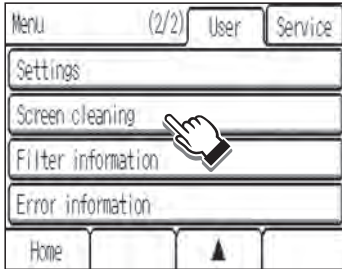 Menu (2/2) User Service
Settings
Screen cleaning
Filter information
Error information
Home ▲